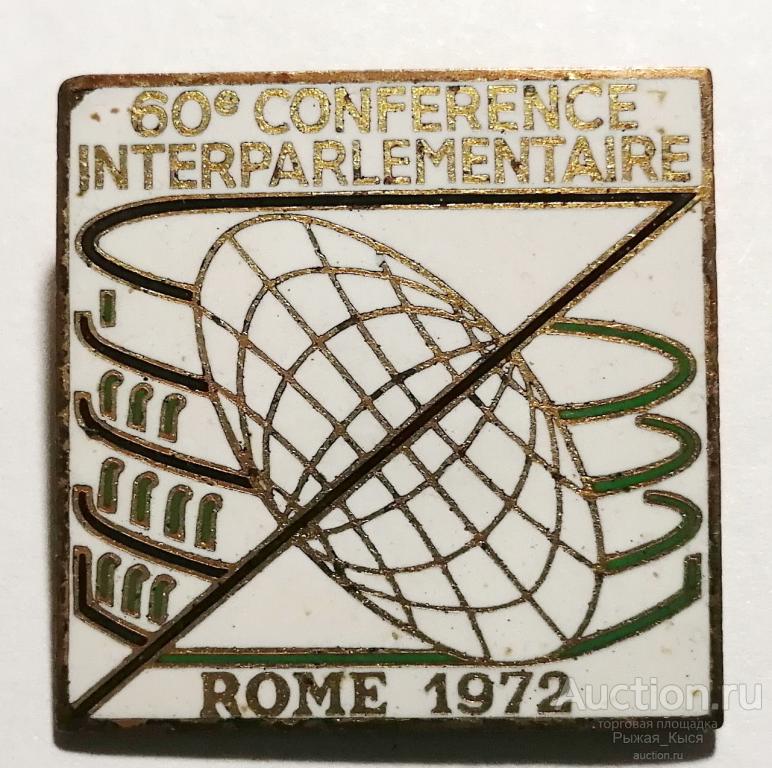 60e CONFERENCE
INTERPARLEMENTAIRE
ROME 1972
Auction.ru
торговая площадка
Рыжая_Кыся
auction.ru